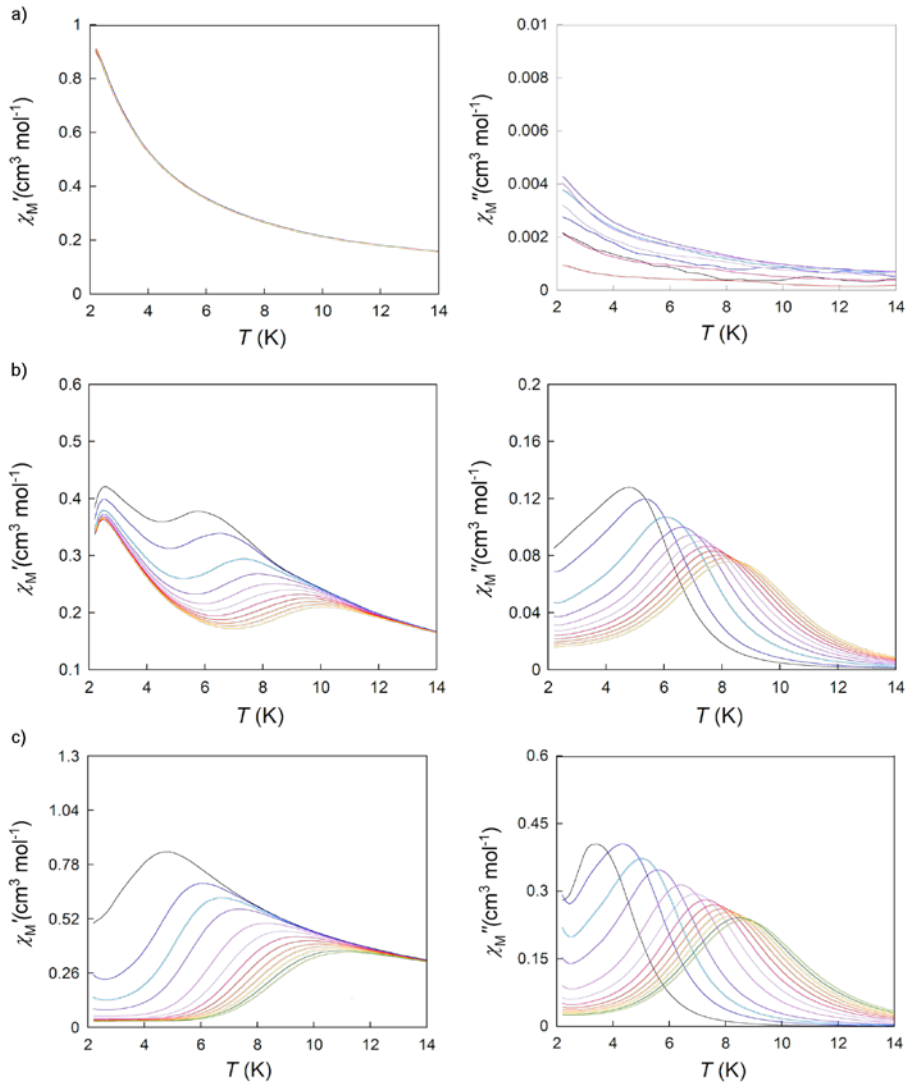 a)
1
0.8
0.6
0.4
0.2
0
χM′(cm3 mol-1)
2 4 6 8 10 12 14
T (K)
0.01
0.008
0.006
0.004
0.002
0.000
χM″(cm3 mol-1)
2 4 6 8 10 12 14
T (K)
b)
0.6
0.5
0.4
0.3
0.2
0.1
χM′(cm3 mol-1)
2 4 6 8 10 12 14
T (K)
0.2
0.16
0.12
0.08
0.04
0
χM″(cm3 mol-1)
2 4 6 8 10 12 14
T (K)
c)
1.3
1.04
0.78
0.52
0.26
0
χM′(cm3 mol-1)
2 4 6 8 10 12 14
T (K)
0.6
0.45
0.3
0.15
0
χM″(cm3 mol-1)
2 4 6 8 10 12 14
T (K)